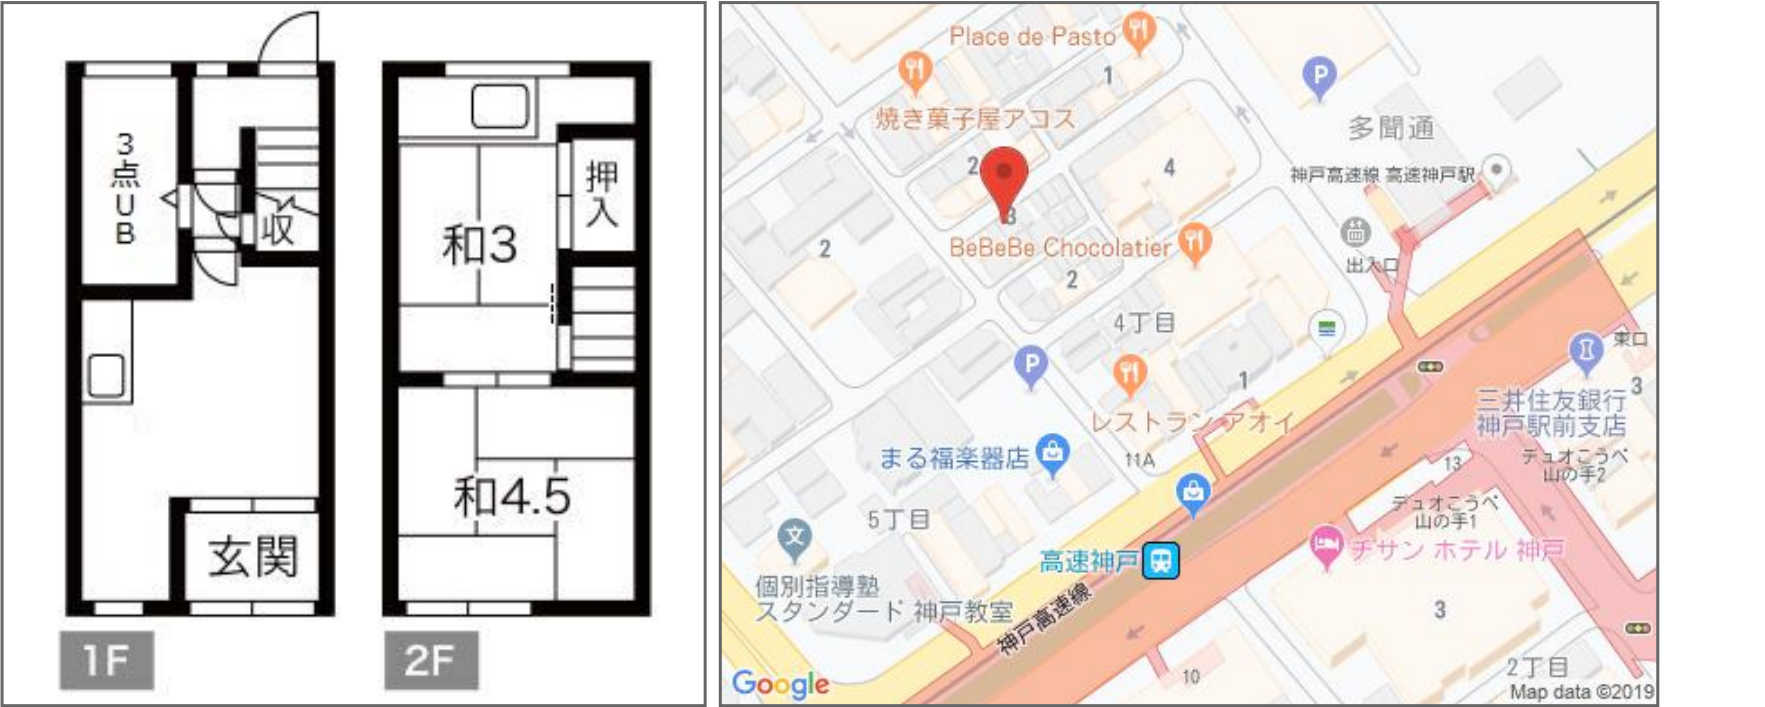 3点UB
収
玄関
1F
和3
押入
和4.5
2F
Place de Pasto
焼き菓子屋アコス
1
2
4
3
2
BeBeBe Chocolatier
2
4丁目
P
多聞通
神戸高速線 高速神戸駅
出入口
P
1
レストラン アオイ
まる福楽器店
11A
5丁目
文
個別指導塾
スタンダード 神戸教室
高速神戸
神戸高速線
東口
3
三井住友銀行
神戸駅前支店
デュオこうべ
山の手2
13
デュオこうべ
山の手1
チサン ホテル 神戸
3
10
2丁目
Google
Map data ©2019